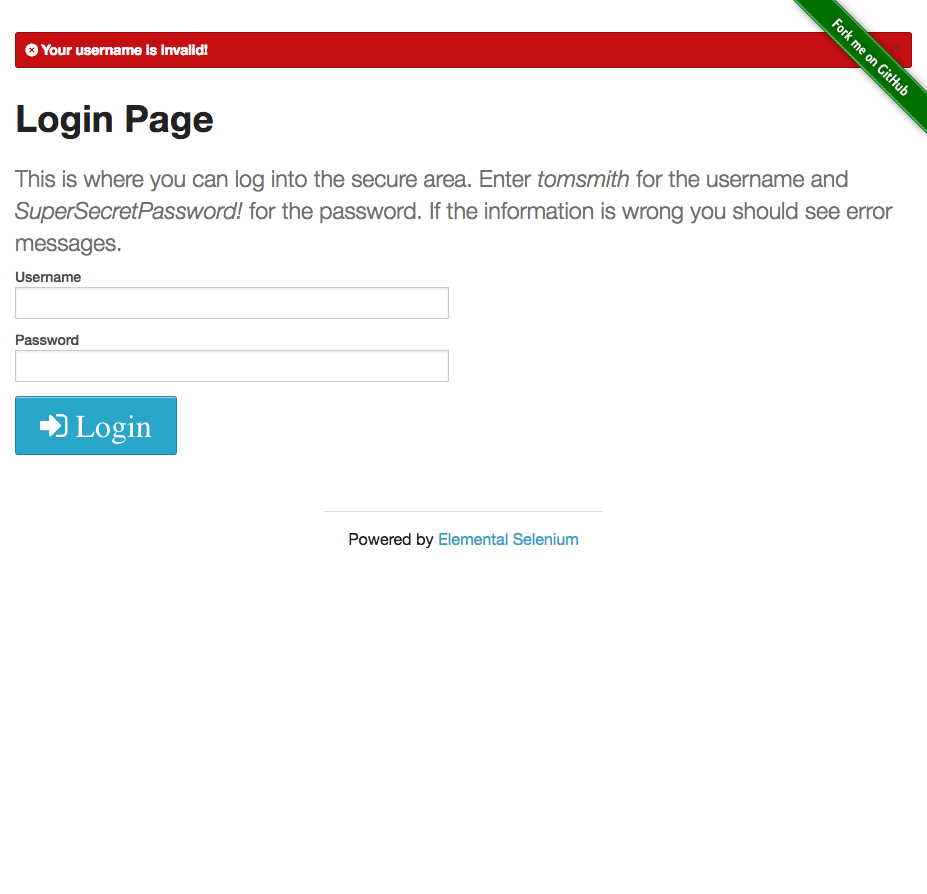 Your username is invalid!
Fork me on GitHub
Login Page
This is where you can log into the secure area. Enter tomsmith for the username and
SuperSecretPassword! for the password. If the information is wrong you should see error
messages.
Username
Password
Login
Powered by Elemental Selenium